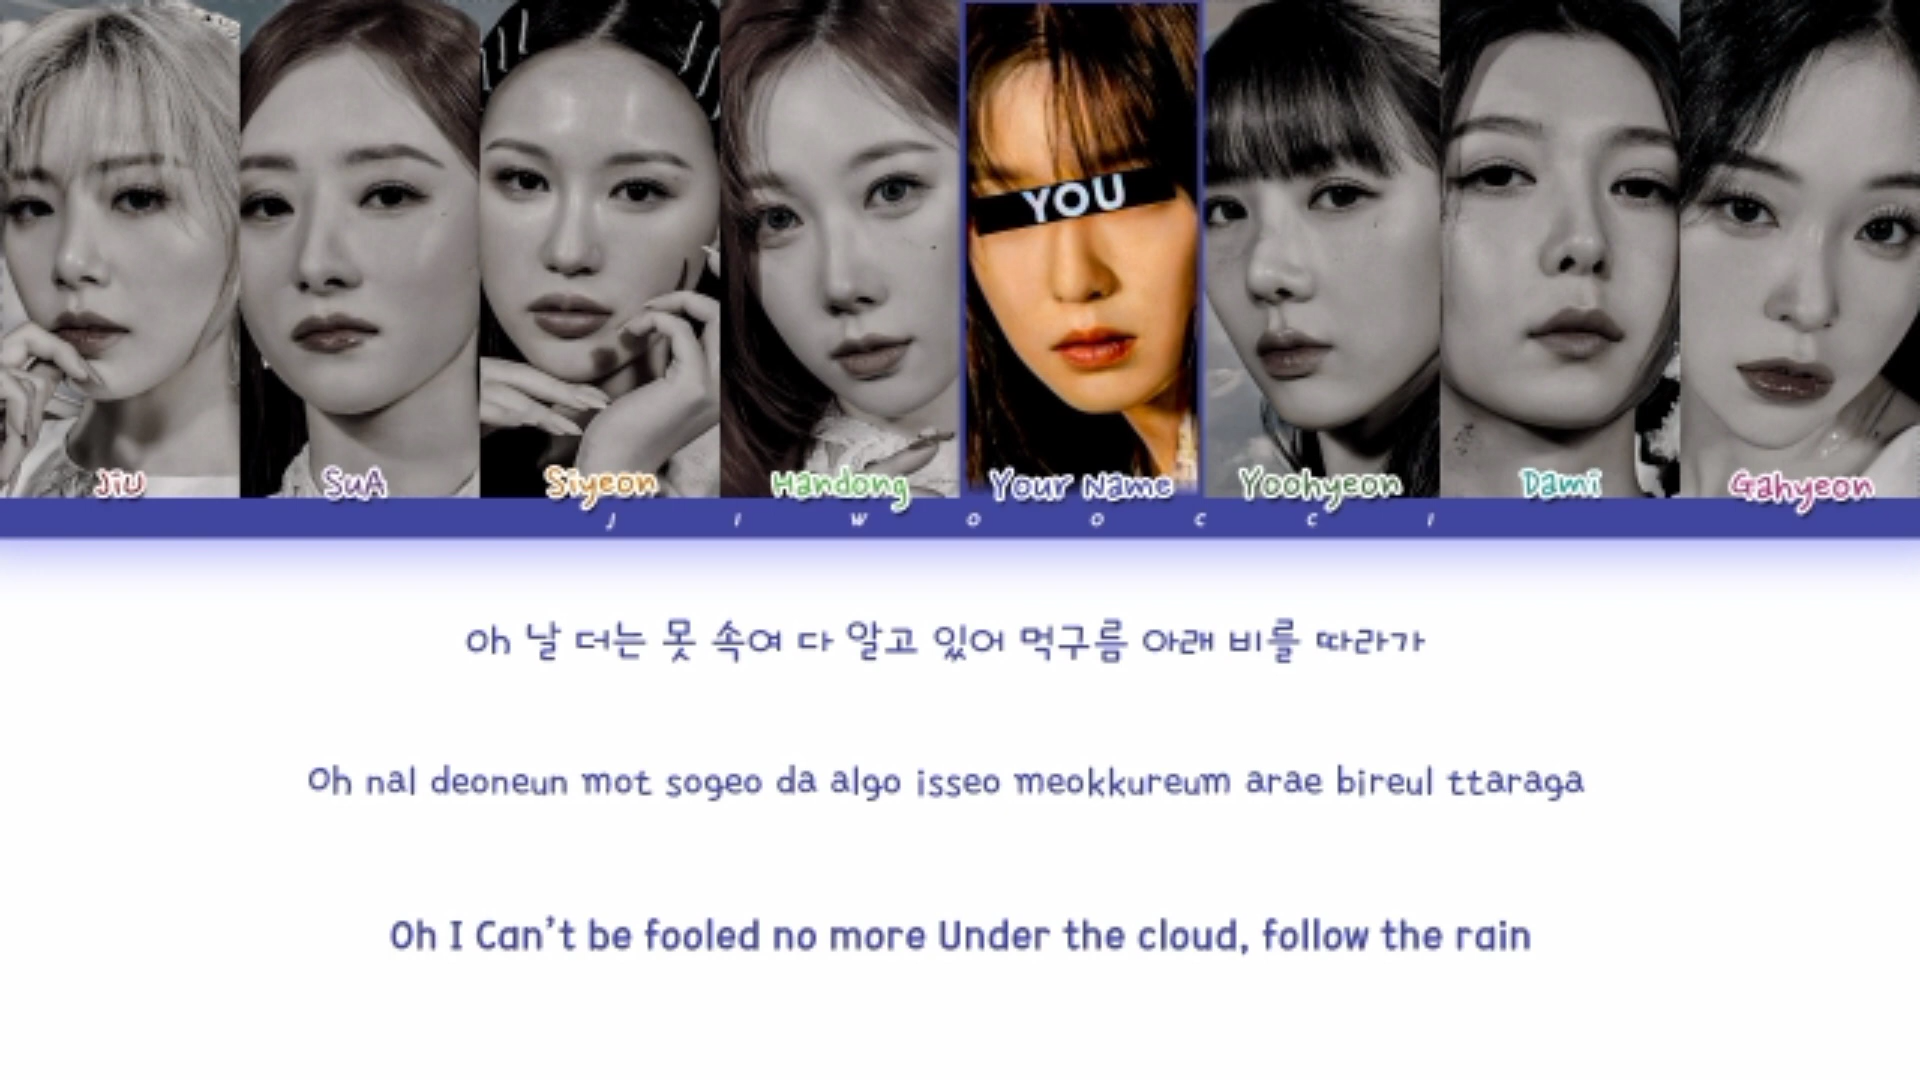 YOU
JiU SuA Siyeon Handong Your Name Yoohyeon Dami Gahyeon
J I W O O C C I
Oh 날 더는 못 속여 다 알고 있어 먹구름 아래 비를 따라가
Oh nal deoneun mot sogeo da algo isseo meokkureum arae bireul ttaraga
Oh I Can't be fooled no more Under the cloud, follow the rain